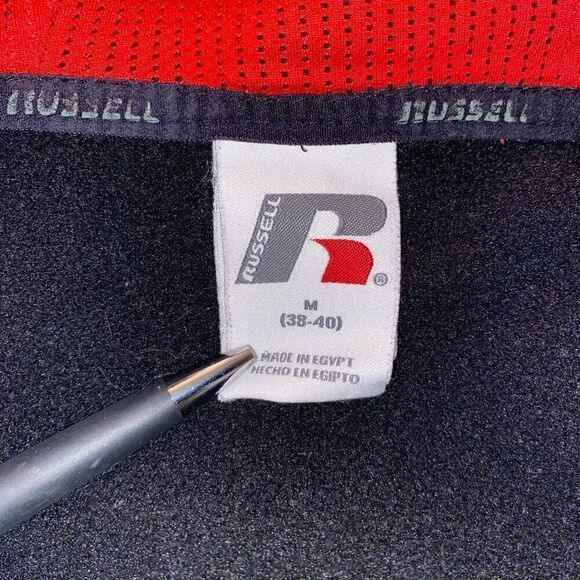 RUSSELL RUSSELL
RUSSELL
R®
M
(38-40)
MADE IN EGYPT
HECHO EN EGIPTO